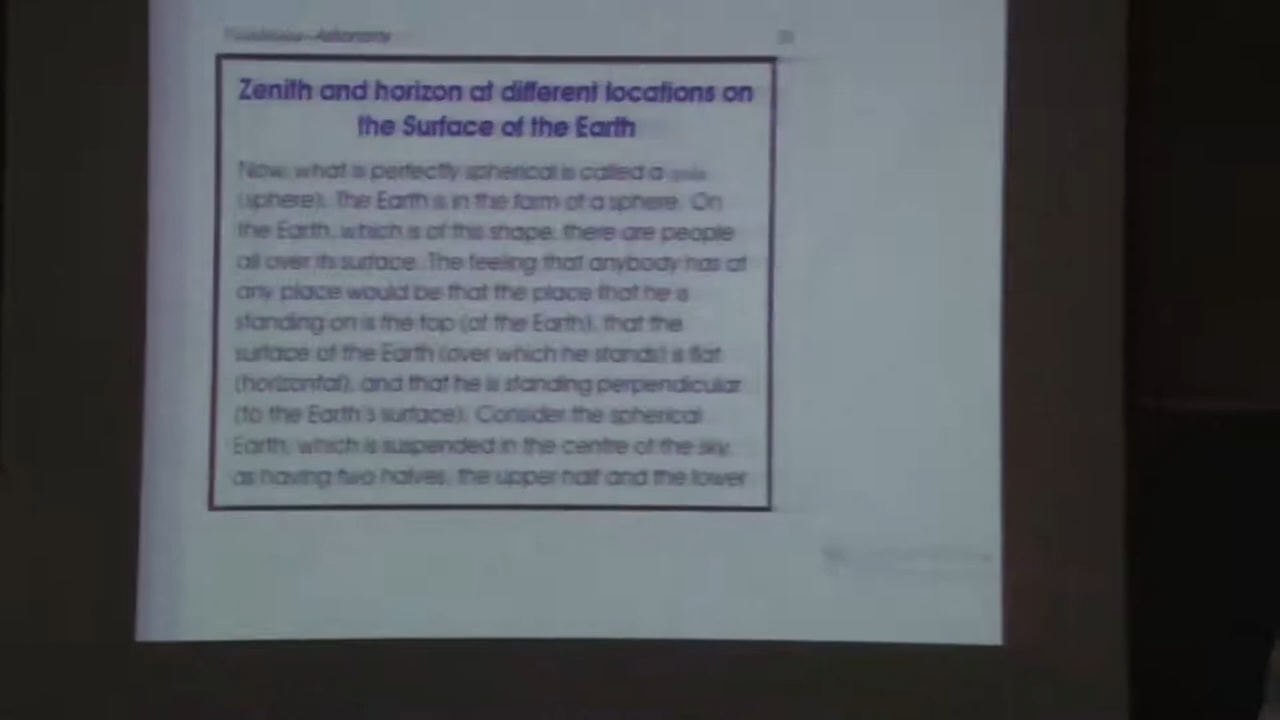 Astronomy
Zenith and horizon at different locations on
the Surface of the Earth
Now, what is perfectly spherical is called a
(sphere). The Earth is in the form of a sphere. On
the Earth, which is of this shape, there are people
all over its surface. The feeling that anybody has at
any place would be that the place that he is
standing on is the top (of the Earth), that the
surface of the Earth (over which he stands) is flat
(horizontal), and that he is standing perpendicular
(to the Earth's surface). Consider the spherical
Earth, which is suspended in the centre of the sky,
as having two halves, the upper half and the lower